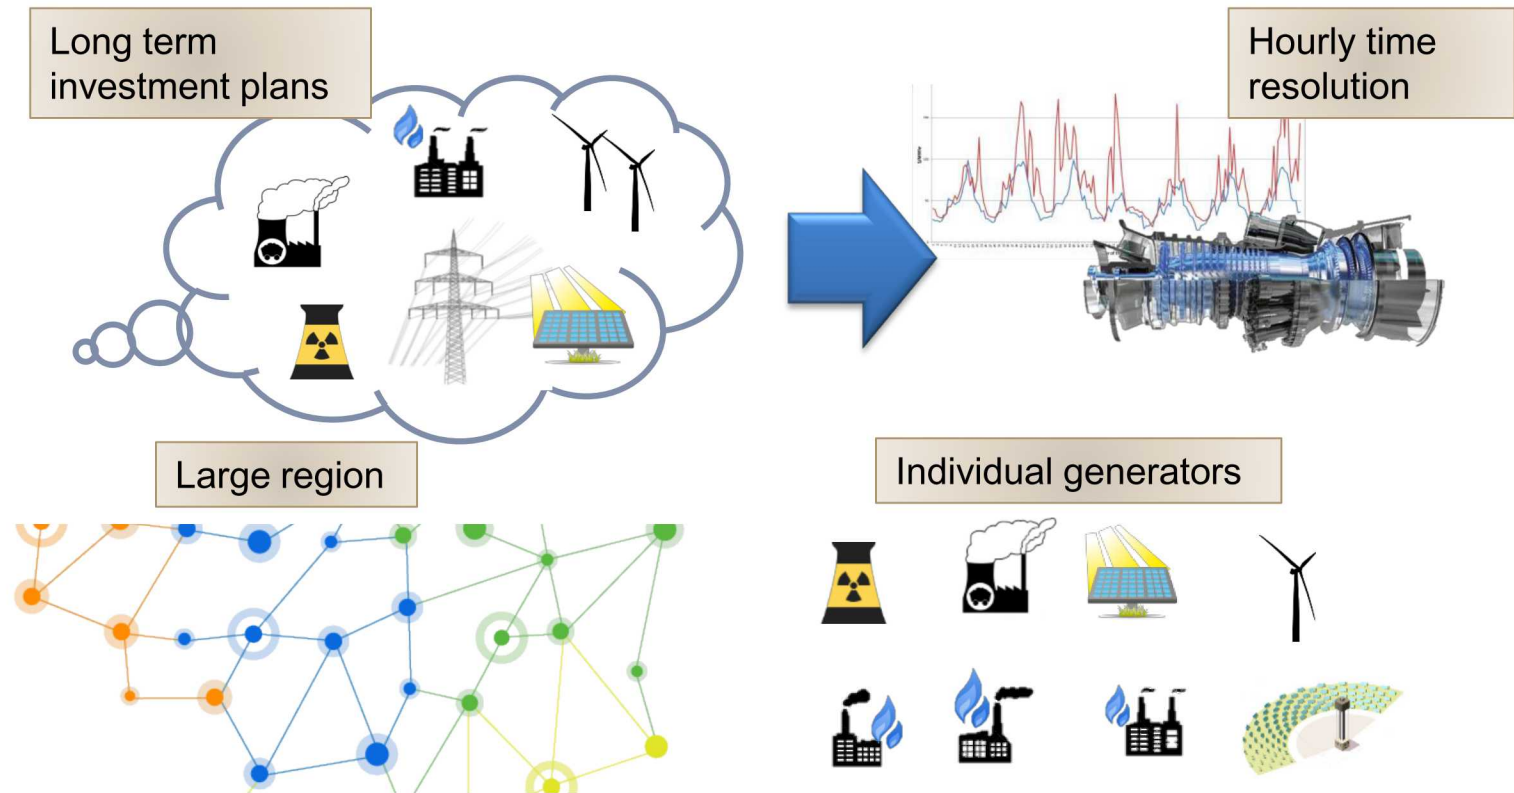 Long term
investment plans
Hourly time
resolution
Large region
Individual generators